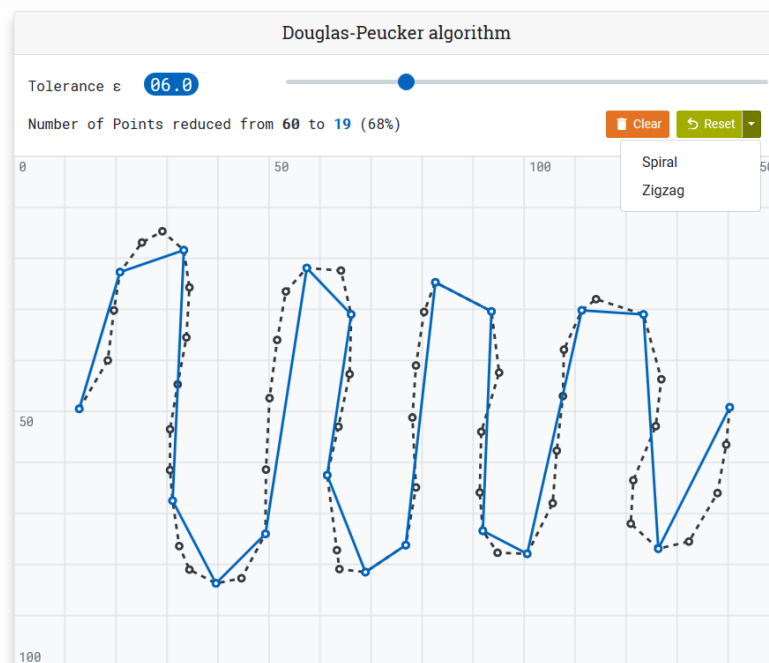 Douglas-Peucker algorithm
Tolerance ε 06.0
Number of Points reduced from 60 to 19 (68%)
Clear
Reset
Spiral
Zigzag
0
50
100
50
100